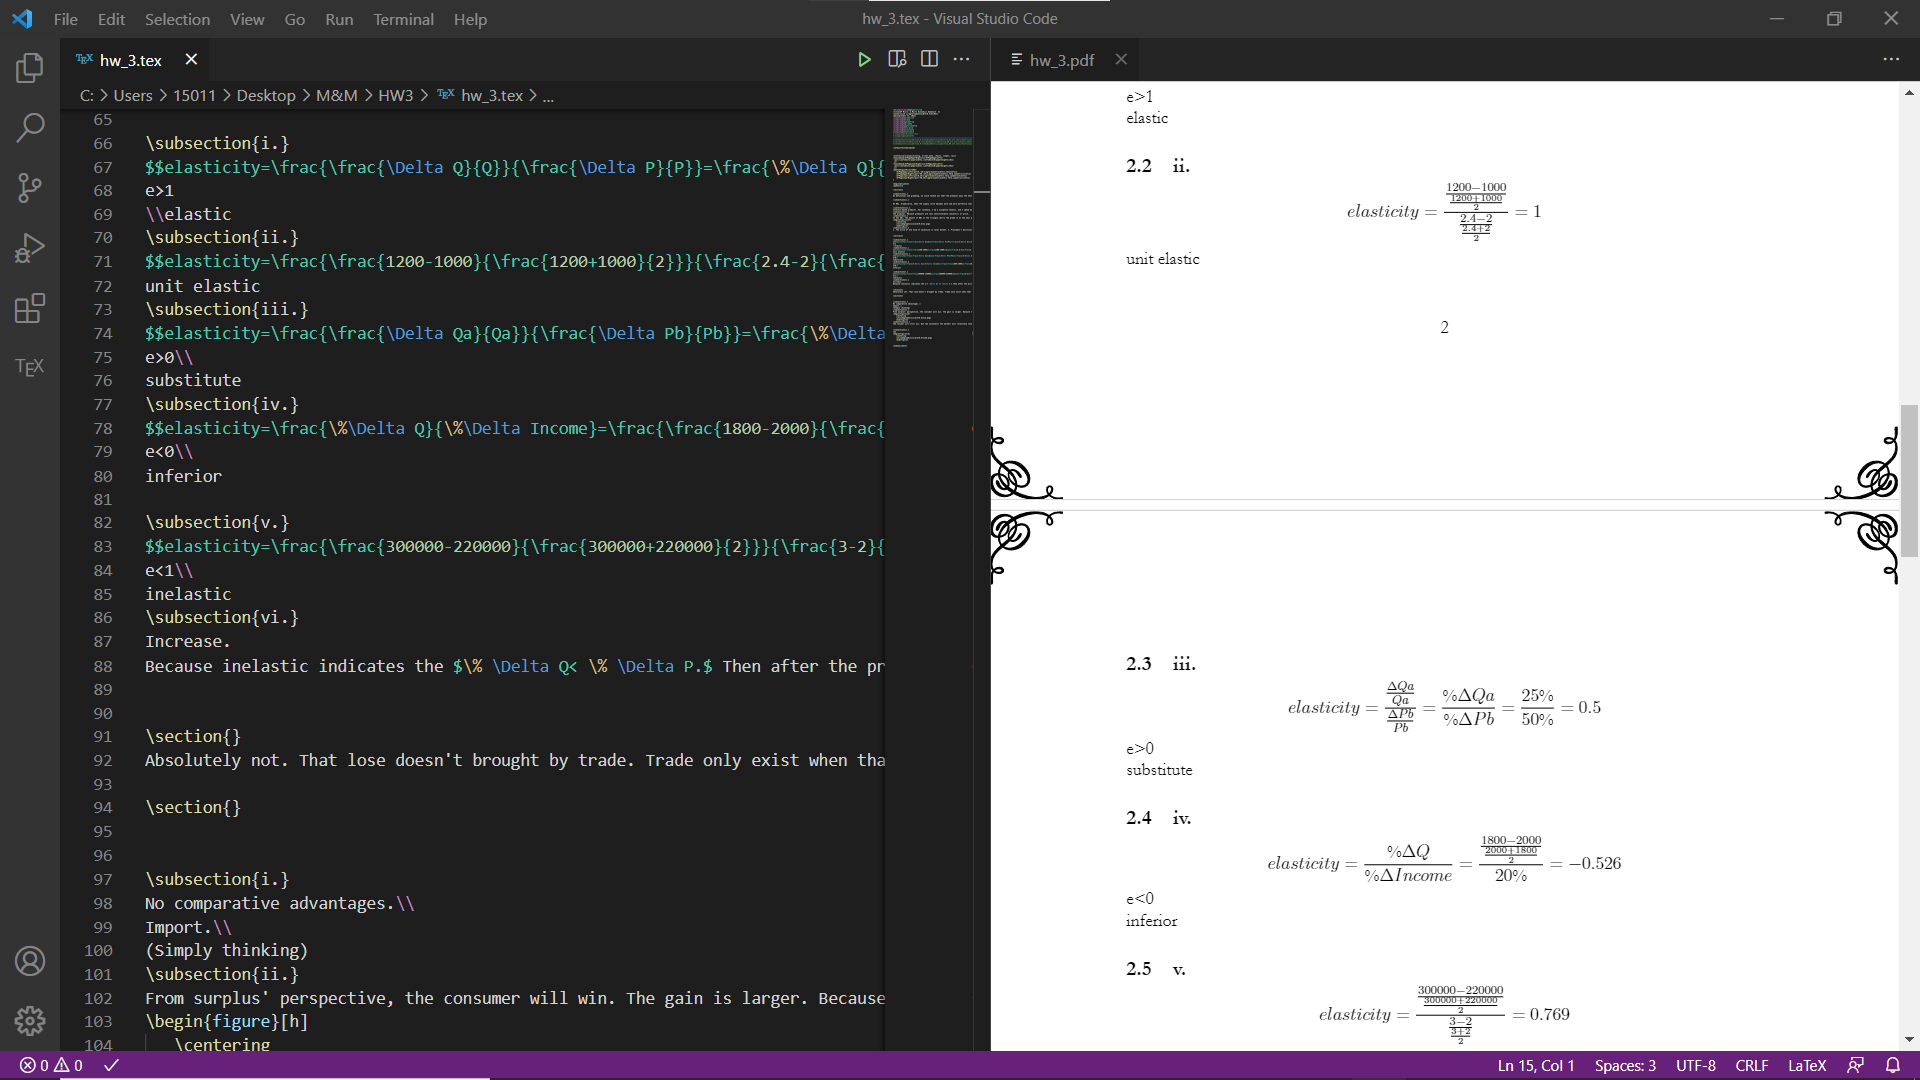 File Edit Selection View Go Run Terminal Help
hw_3.tex - Visual Studio Code
TEX hw_3.tex
hw_3.pdf
C: > Users > 15011 > Desktop > M&M > HW3 > TEX hw_3.tex > ...
65
66 \subsection{i.}
67 $$elasticity=\frac{\frac{\Delta Q}{Q}}{\frac{\Delta P}{P}}=\frac{\%\Delta Q}{
68 e>1
69 \\elastic
70 \subsection{ii.}
71 $$elasticity=\frac{\frac{1200-1000}{\frac{1200+1000}{2}}}{\frac{2.4-2}{\frac{
72 unit elastic
73 \subsection{iii.}
74 $$elasticity=\frac{\frac{\Delta Qa}{Qa}}{\frac{\Delta Pb}{Pb}}=\frac{\%\Delta
75 e>0\\
76 substitute
77 \subsection{iv.}
78 $$elasticity=\frac{\%\Delta Q}{\%\Delta Income}=\frac{\frac{1800-2000}{\frac{
79 e<0\\
80 inferior
81
82 \subsection{v.}
83 $$elasticity=\frac{\frac{300000-220000}{\frac{300000+220000}{2}}}{\frac{3-2}{
84 e<1\\
85 inelastic
86 \subsection{vi.}
87 Increase.
88 Because inelastic indicates the $\% \Delta Q< \% \Delta P.$ Then after the pr
89
90
91 \section{}
92 Absolutely not. That lose doesn't brought by trade. Trade only exist when tha
93
94 \section{}
95
96
97 \subsection{i.}
98 No comparative advantages.\\
99 Import.\\
100 (Simply thinking)
101 \subsection{ii.}
102 From surplus' perspective, the consumer will win. The gain is larger. Because
103 \begin{figure}[h]
104 \centering
TEX
e>1
elastic
2.2 ii.
elasticity = \frac{\frac{1200-1000}{\frac{1200+1000}{2}}}{\frac{2.4-2}{\frac{2.4+2}{2}}} = 1
unit elastic
2
2.3 iii.
elasticity = \frac{\frac{ΔQa}{Qa}}{\frac{ΔPb}{Pb}} = \frac{%ΔQa}{%ΔPb} = \frac{25%}{50%} = 0.5
e>0
substitute
2.4 iv.
elasticity = \frac{%ΔQ}{%ΔIncome} = \frac{\frac{1800-2000}{\frac{2000+1800}{2}}}{20%} = −0.526
e<0
inferior
2.5 v.
elasticity = \frac{\frac{300000-220000}{\frac{300000+220000}{2}}}{\frac{3-2}{\frac{3+2}{2}}} = 0.769
0 0
Ln 15, Col 1 Spaces: 3 UTF-8 CRLF LaTeX